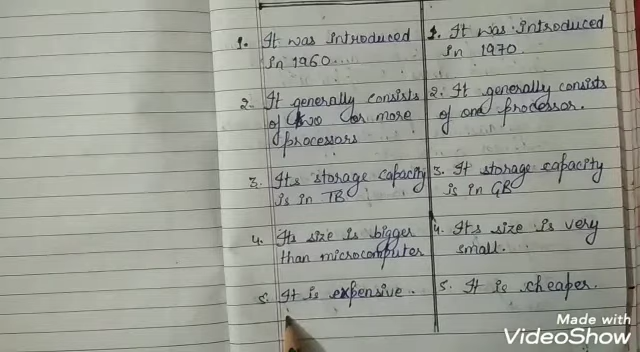 1. It was introduced
in 1960.
2. It generally consists
of two or more
processors
3. Its storage capacity
is in TB
4. Its size is bigger
than microcomputer
5. It is expensive.
1. It was introduced
in 1970.
2. It generally consists
of one processor.
3. It storage capacity
is in GB
4. Its size is very
small.
5. It is cheaper.
Made with
VideoShow